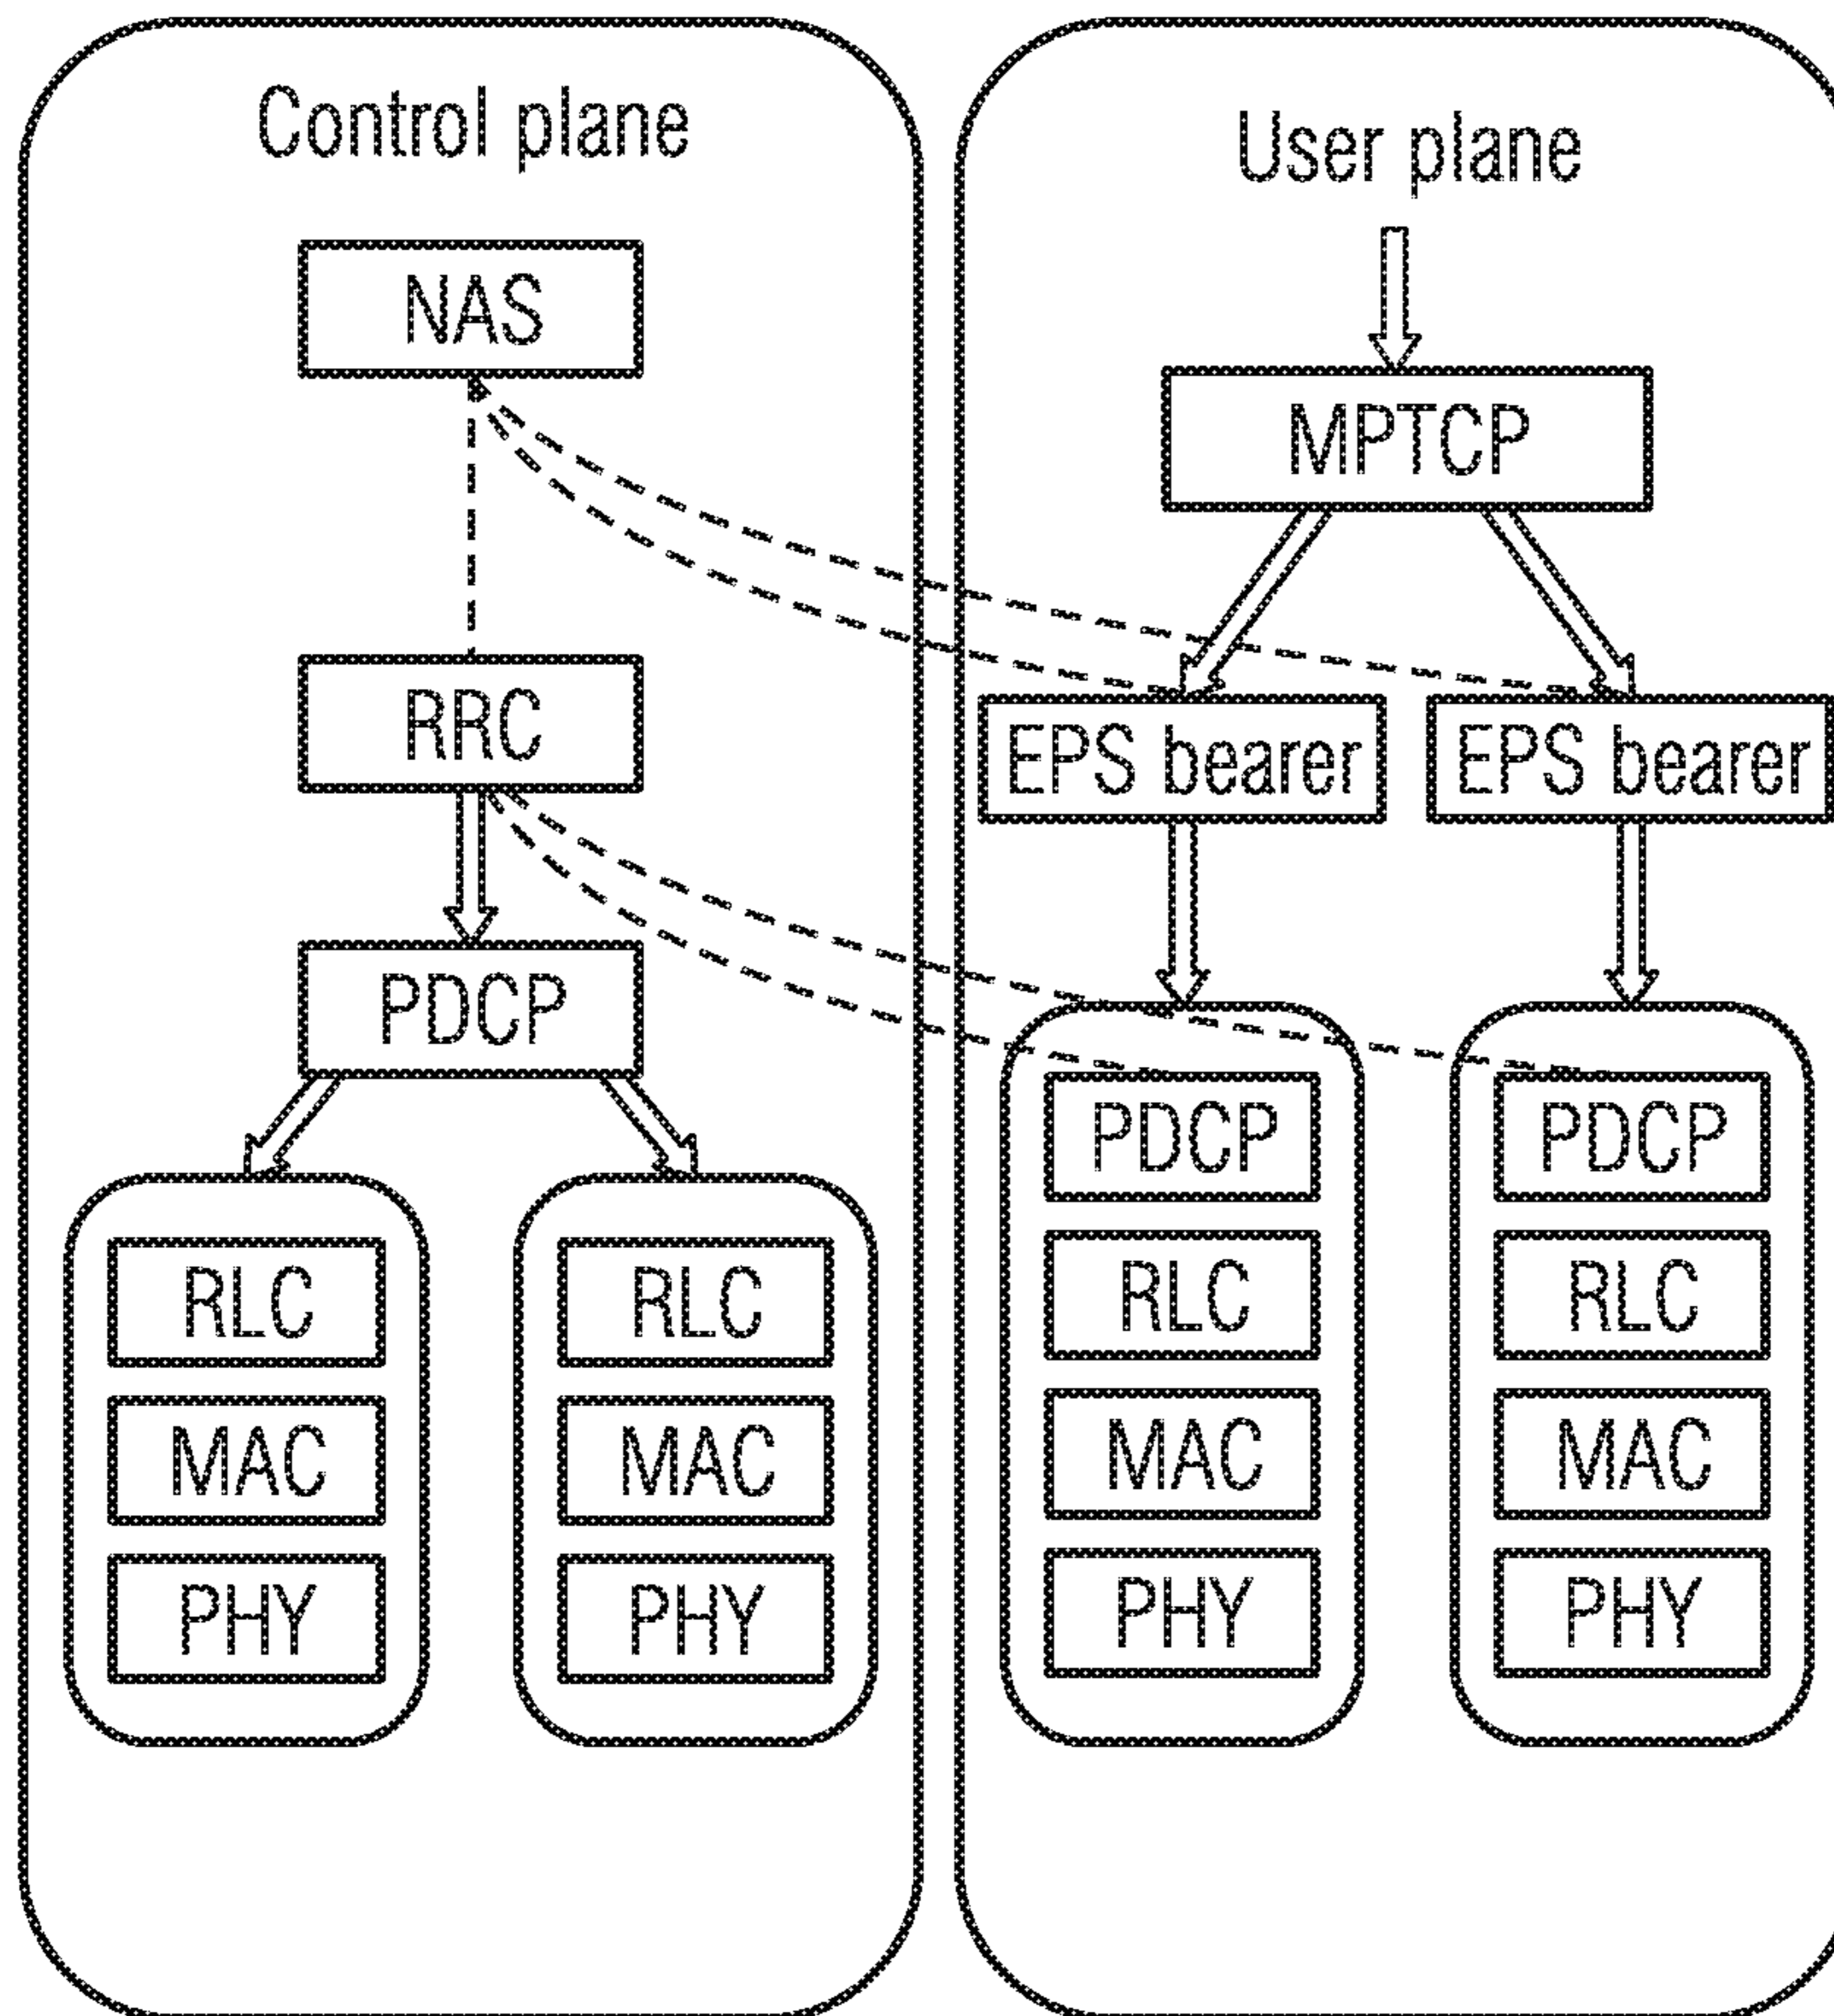 Control plane
NAS
RRC
PDCP
RLC
MAC
PHY
RLC
MAC
PHY
User plane
MPTCP
EPS bearer
EPS bearer
PDCP
RLC
MAC
PHY
PDCP
RLC
MAC
PHY